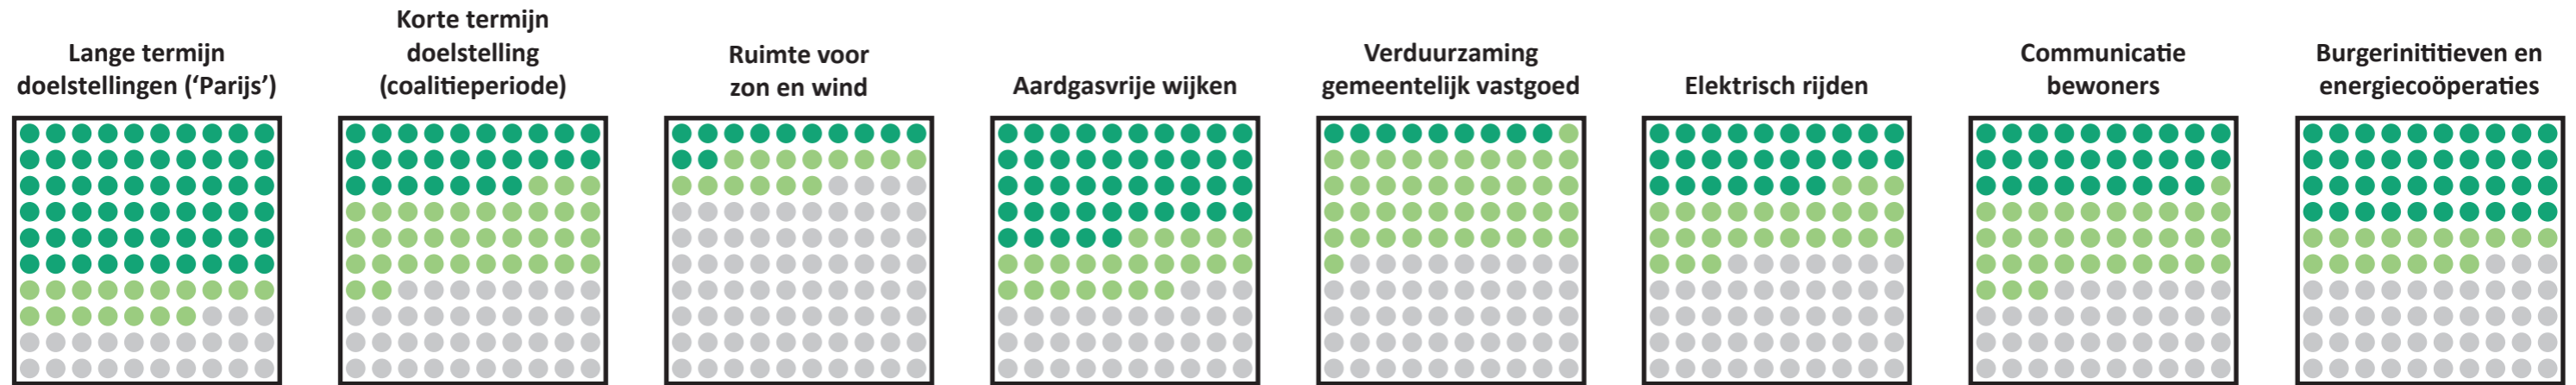 Lange termijn
doelstellingen (‘Parijs’)
Korte termijn
doelstelling
(coalitieperiode)
Ruimte voor
zon en wind
Aardgasvrije wijken
Verduurzaming
gemeentelijk vastgoed
Elektrisch rijden
Communicatie
bewoners
Burgerinititieven en
energiecoöperaties